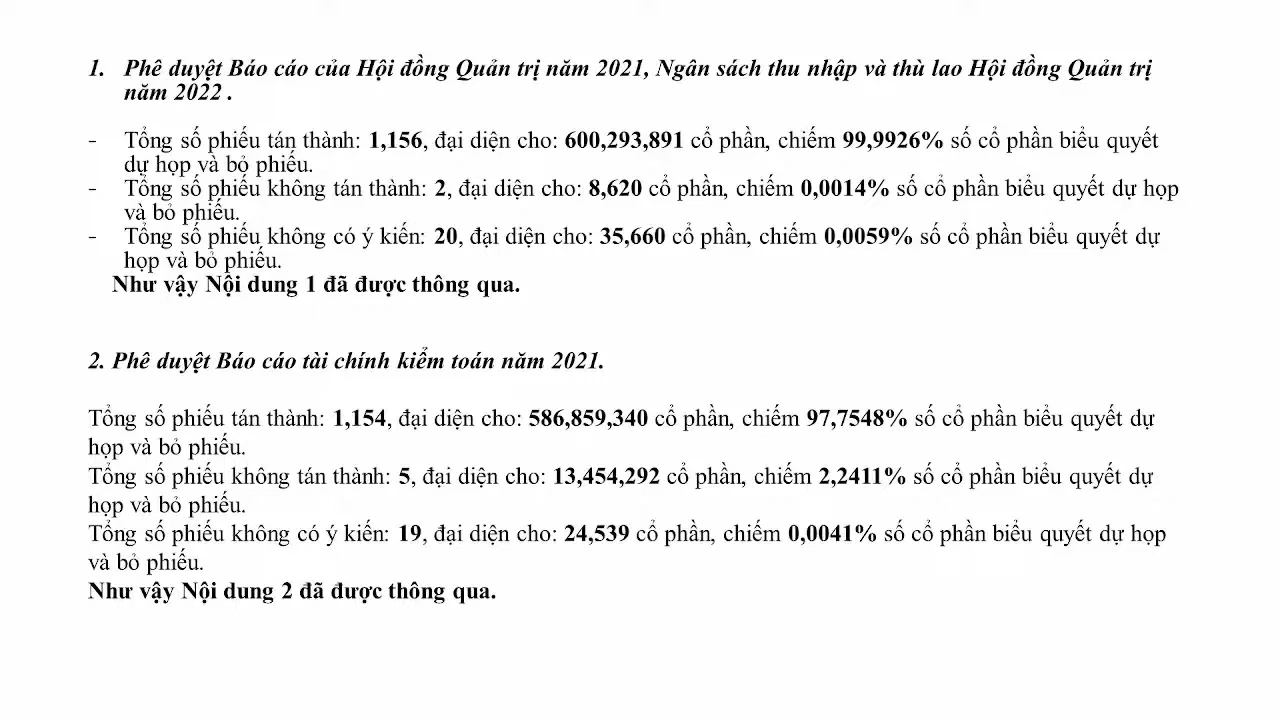 1. Phê duyệt Báo cáo của Hội đồng Quản trị năm 2021, Ngân sách thu nhập và thù lao Hội đồng Quản trị
năm 2022 .
- Tổng số phiếu tán thành: 1,156, đại diện cho: 600,293,891 cổ phần, chiếm 99,9926% số cổ phần biểu quyết
dự họp và bỏ phiếu.
- Tổng số phiếu không tán thành: 2, đại diện cho: 8,620 cổ phần, chiếm 0,0014% số cổ phần biểu quyết dự họp
và bỏ phiếu.
- Tổng số phiếu không có ý kiến: 20, đại diện cho: 35,660 cổ phần, chiếm 0,0059% số cổ phần biểu quyết dự
họp và bỏ phiếu.
Như vậy Nội dung 1 đã được thông qua.
2. Phê duyệt Báo cáo tài chính kiểm toán năm 2021.
Tổng số phiếu tán thành: 1,154, đại diện cho: 586,859,340 cổ phần, chiếm 97,7548% số cổ phần biểu quyết dự
họp và bỏ phiếu.
Tổng số phiếu không tán thành: 5, đại diện cho: 13,454,292 cổ phần, chiếm 2,2411% số cổ phần biểu quyết dự
họp và bỏ phiếu.
Tổng số phiếu không có ý kiến: 19, đại diện cho: 24,539 cổ phần, chiếm 0,0041% số cổ phần biểu quyết dự họp
và bỏ phiếu.
Như vậy Nội dung 2 đã được thông qua.